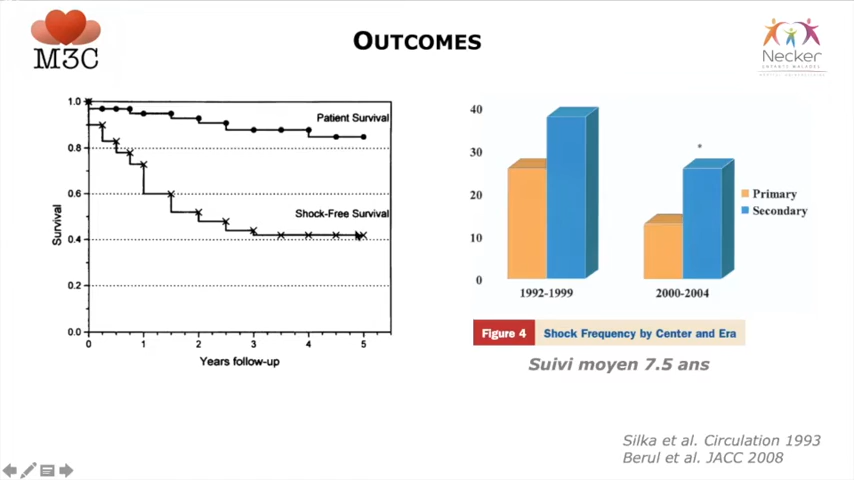 M3C
OUTCOMES
Necker
ENFANTS MALADES
1.0
0.8
0.6
0.4
0.2
0.0
Survival
Patient Survival
Shock-Free Survival
0 1 2 3 4 5
Years follow-up
40
30
20
10
0
1992-1999 2000-2004
Primary
Secondary
*
Figure 4 Shock Frequency by Center and Era
Suivi moyen 7.5 ans
Silka et al. Circulation 1993
Berul et al. JACC 2008